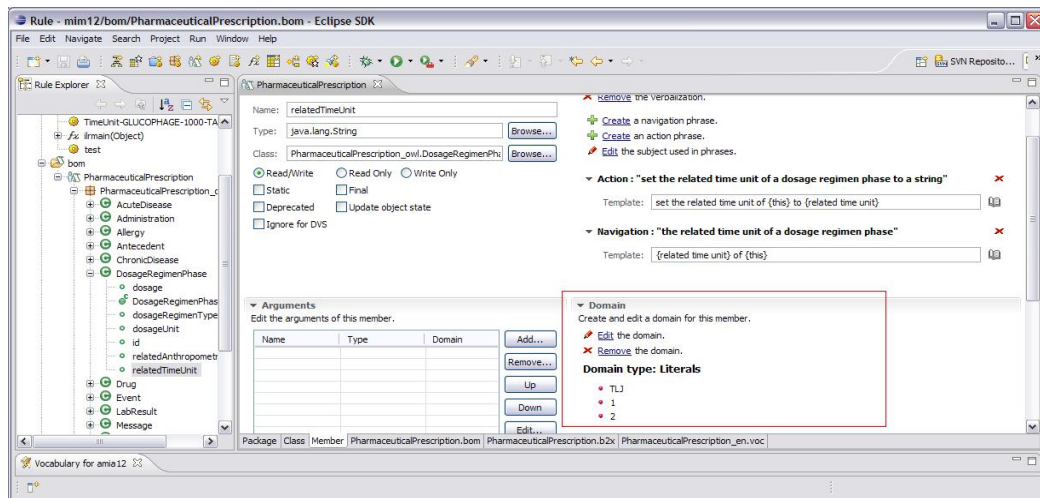 Rule - mim12/bom/PharmaceuticalPrescription.bom - Eclipse SDK
File Edit Navigate Search Project Run Window Help
SVN Reposito...
Rule Explorer
TimeUnit-GLUCOPHAGE-1000-TA
ilrmain(Object)
test
bom
PharmaceuticalPrescription
PharmaceuticalPrescription_c
AcuteDisease
Administration
Allergy
Antecedent
ChronicDisease
DosageRegimenPhase
dosage
DosageRegimenPhas
dosageRegimenType
dosageUnit
id
relatedAnthropometr
relatedTimeUnit
Drug
Event
LabResult
Message
PharmaceuticalPrescription
Name: relatedTimeUnit
Type: java.lang.String Browse...
Class: PharmaceuticalPrescription_owl.DosageRegimenPha Browse...
Read/Write Read Only Write Only
Static Final
Deprecated Update object state
Ignore for DVS
Remove the verbalization.
Create a navigation phrase.
Create an action phrase.
Edit the subject used in phrases.
Action : "set the related time unit of a dosage regimen phase to a string"
Template: set the related time unit of {this} to {related time unit}
Navigation : "the related time unit of a dosage regimen phase"
Template: {related time unit} of {this}
Arguments
Edit the arguments of this member.
Name Type Domain
Add...
Remove...
Up
Down
Edit...
Domain
Create and edit a domain for this member.
Edit the domain.
Remove the domain.
Domain type: Literals
TLJ
1
2
Package Class Member PharmaceuticalPrescription.bom PharmaceuticalPrescription.b2x PharmaceuticalPrescription_en.voc
Vocabulary for amia12